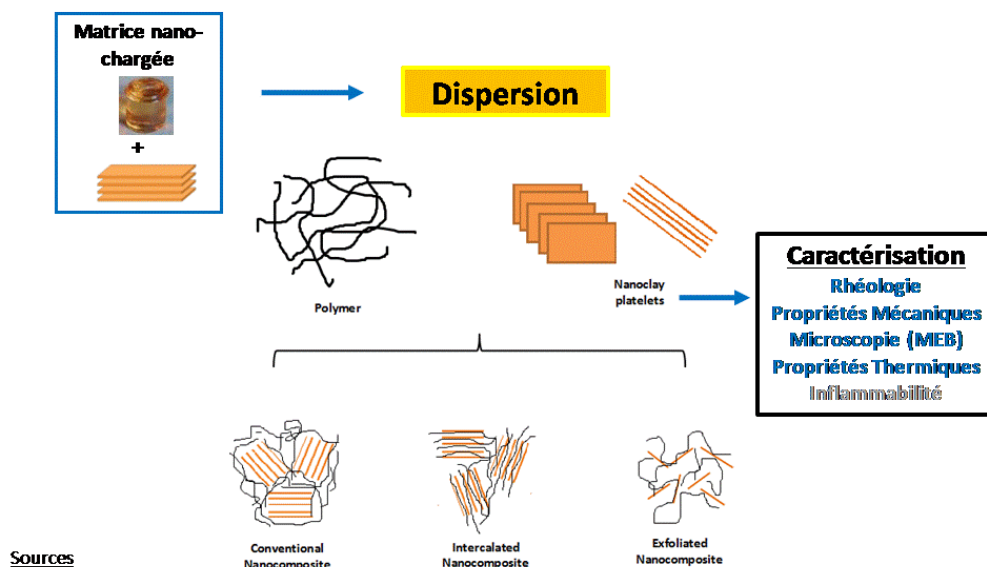 Matrice nano-
chargée
+
Dispersion
Polymer
Nanoclay
platelets
Caractérisation
Rhéologie
Propriétés Mécaniques
Microscopie (MEB)
Propriétés Thermiques
Inflammabilité
Conventional
Nanocomposite
Intercalated
Nanocomposite
Exfoliated
Nanocomposite
Sources